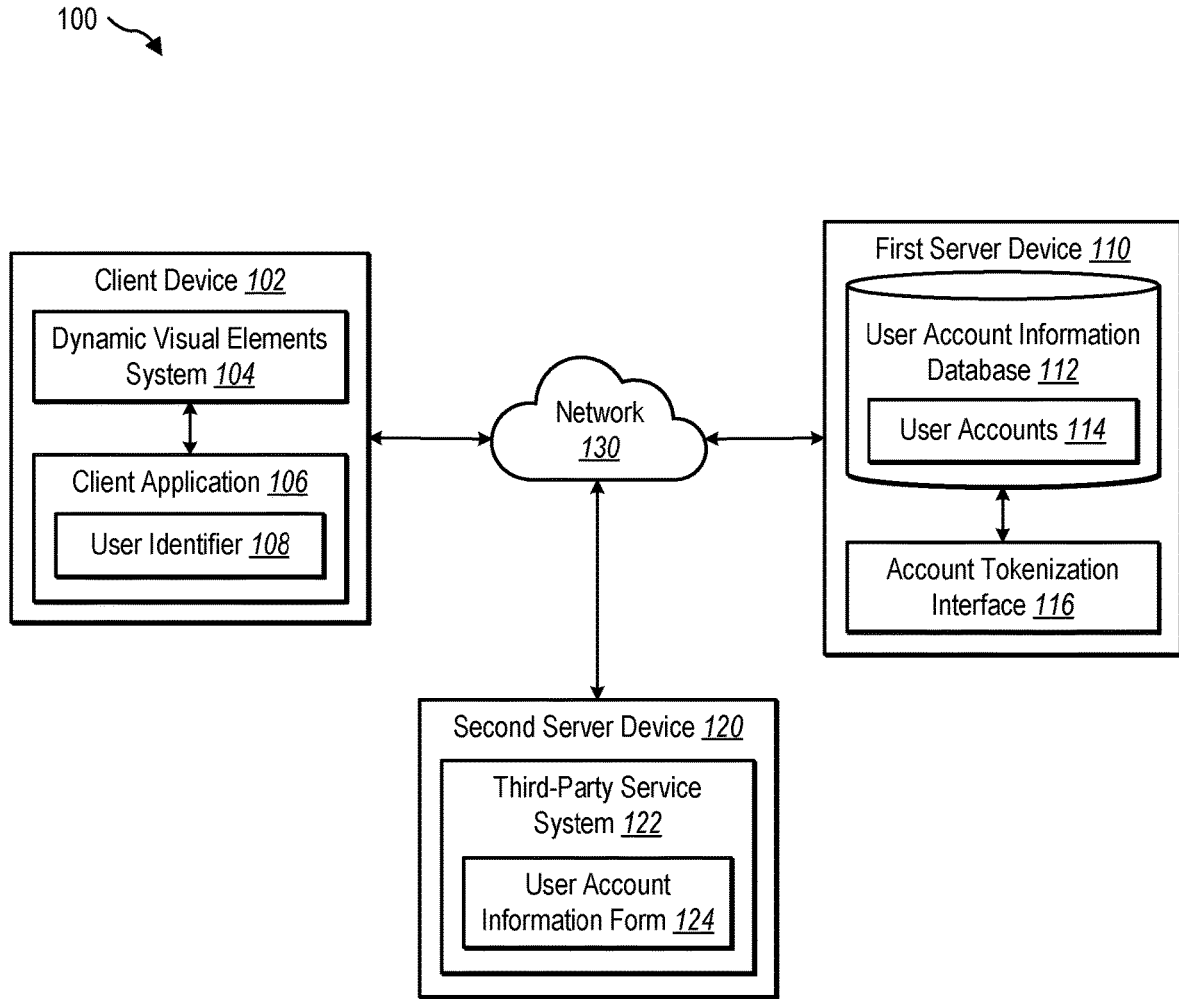 100
Client Device 102
Dynamic Visual Elements
System 104
Client Application 106
User Identifier 108
Network
130
First Server Device 110
User Account Information
Database 112
User Accounts 114
Account Tokenization
Interface 116
Second Server Device 120
Third-Party Service
System 122
User Account
Information Form 124